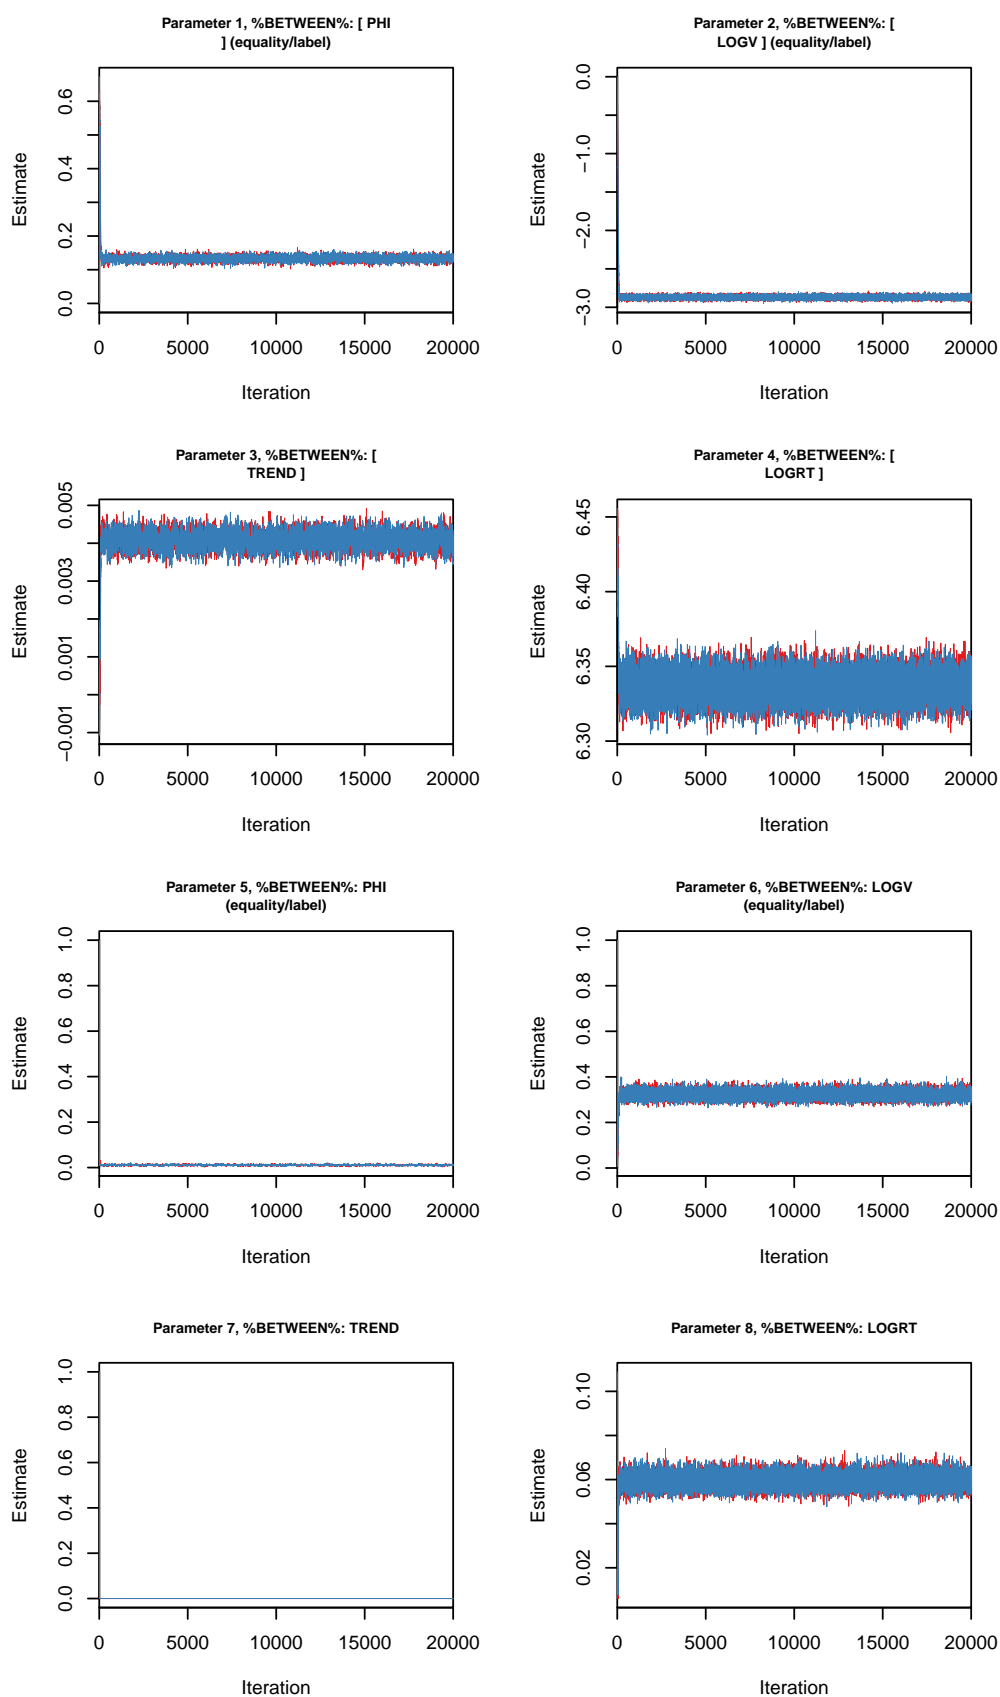 Parameter 1, %BETWEEN%: [ PHI
] (equality/label)
Estimate
0.0
0.2
0.4
0.6
0
5000
10000
15000
20000
Iteration
Parameter 2, %BETWEEN%: [
LOGV ] (equality/label)
Estimate
−3.0
−2.0
−1.0
0.0
0
5000
10000
15000
20000
Iteration
Parameter 3, %BETWEEN%: [
TREND ]
Estimate
−0.001
0.001
0.003
0.005
0
5000
10000
15000
20000
Iteration
Parameter 4, %BETWEEN%: [
LOGRT ]
Estimate
6.30
6.35
6.40
6.45
0
5000
10000
15000
20000
Iteration
Parameter 5, %BETWEEN%: PHI
(equality/label)
Estimate
0.0
0.2
0.4
0.6
0.8
1.0
0
5000
10000
15000
20000
Iteration
Parameter 6, %BETWEEN%: LOGV
(equality/label)
Estimate
0.0
0.2
0.4
0.6
0.8
1.0
0
5000
10000
15000
20000
Iteration
Parameter 7, %BETWEEN%: TREND
Estimate
0.0
0.2
0.4
0.6
0.8
1.0
0
5000
10000
15000
20000
Iteration
Parameter 8, %BETWEEN%: LOGRT
Estimate
0.02
0.06
0.10
0
5000
10000
15000
20000
Iteration